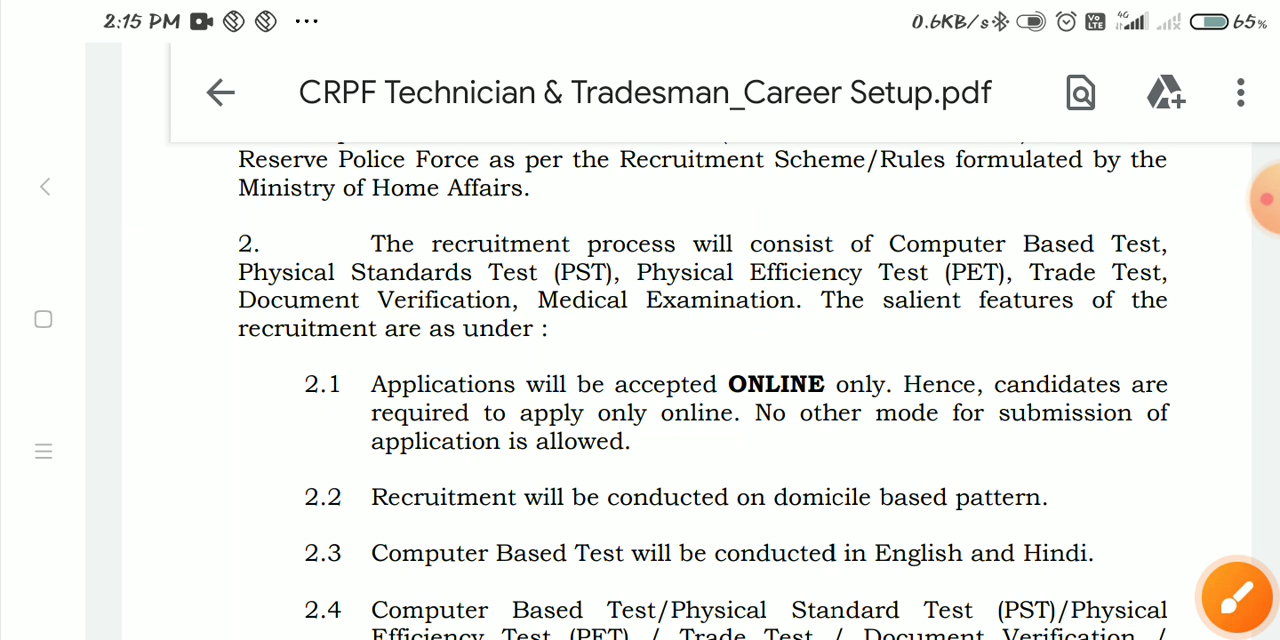 2:15 PM ... 0.6KB/s 4G Vo LTE 65%
CRPF Technician & Tradesman_Career Setup.pdf
Reserve Police Force as per the Recruitment Scheme/Rules formulated by the
Ministry of Home Affairs.
2. The recruitment process will consist of Computer Based Test,
Physical Standards Test (PST), Physical Efficiency Test (PET), Trade Test,
Document Verification, Medical Examination. The salient features of the
recruitment are as under :
2.1 Applications will be accepted ONLINE only. Hence, candidates are
required to apply only online. No other mode for submission of
application is allowed.
2.2 Recruitment will be conducted on domicile based pattern.
2.3 Computer Based Test will be conducted in English and Hindi.
2.4 Computer Based Test/Physical Standard Test (PST)/Physical
Efficiency Test (PET) / Trade Test / Document Verification /